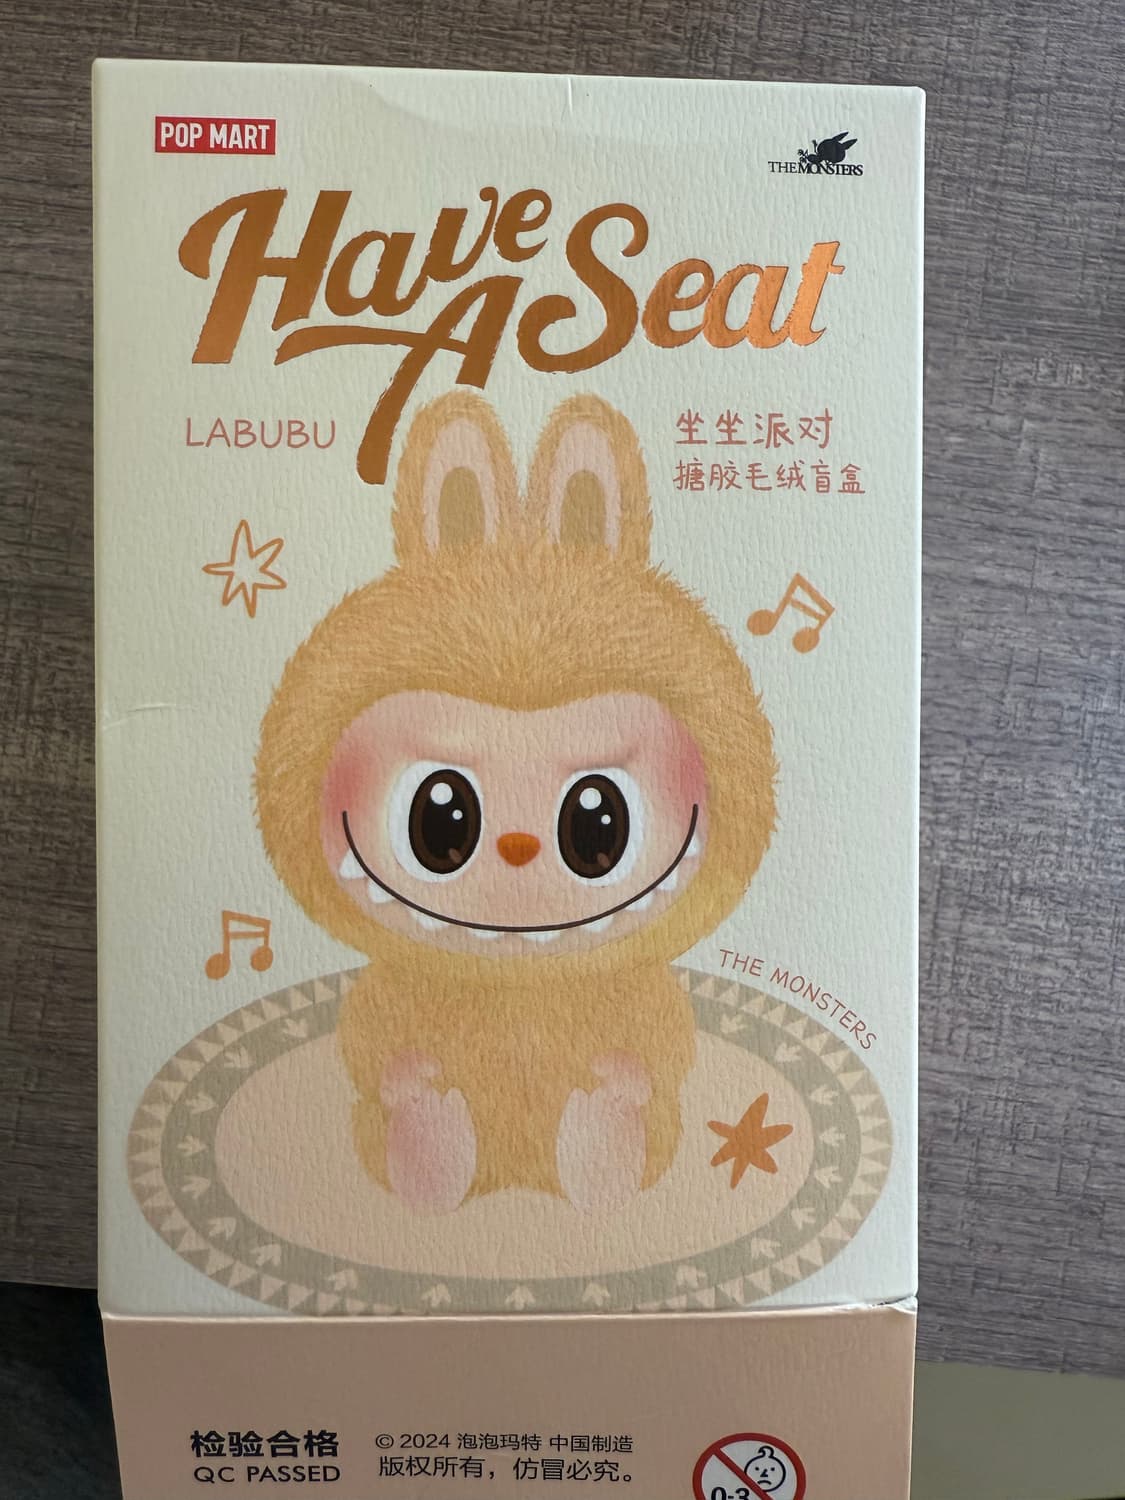 POP MART
THE MONSTERS
Have A Seat
LABUBU
坐坐派对
搪胶毛绒盲盒
THE MONSTERS
检验合格
QC PASSED
© 2024 泡泡玛特 中国制造
版权所有，仿冒必究。
0-3